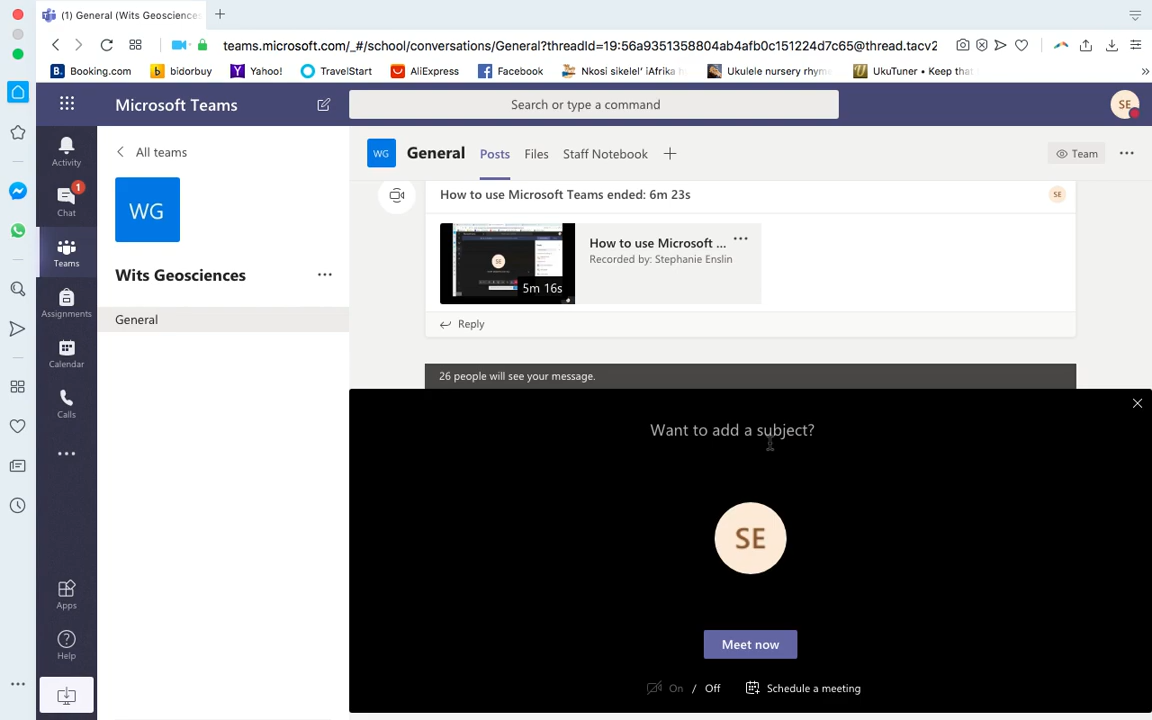 (1) General (Wits Geosciences
teams.microsoft.com/_#/school/conversations/General?threadId=19:56a9351358804ab4afb0c151224d7c65@thread.tacv2
B. Booking.com b bidorbuy Y Yahoo! TravelStart AliExpress Facebook Nkosi sikelel' iAfrika Ukulele nursery rhym UkuTuner • Keep that
Microsoft Teams
Search or type a command
SE
Activity
All teams
WG
General Posts Files Staff Notebook
Team
1
Chat
WG
How to use Microsoft Teams ended: 6m 23s
SE
Teams
How to use Microsoft ...
Recorded by: Stephanie Enslin
5m 16s
Wits Geosciences
Assignments
General
Reply
Calendar
26 people will see your message.
Calls
Want to add a subject?
SE
Apps
Meet now
Help
On / Off Schedule a meeting